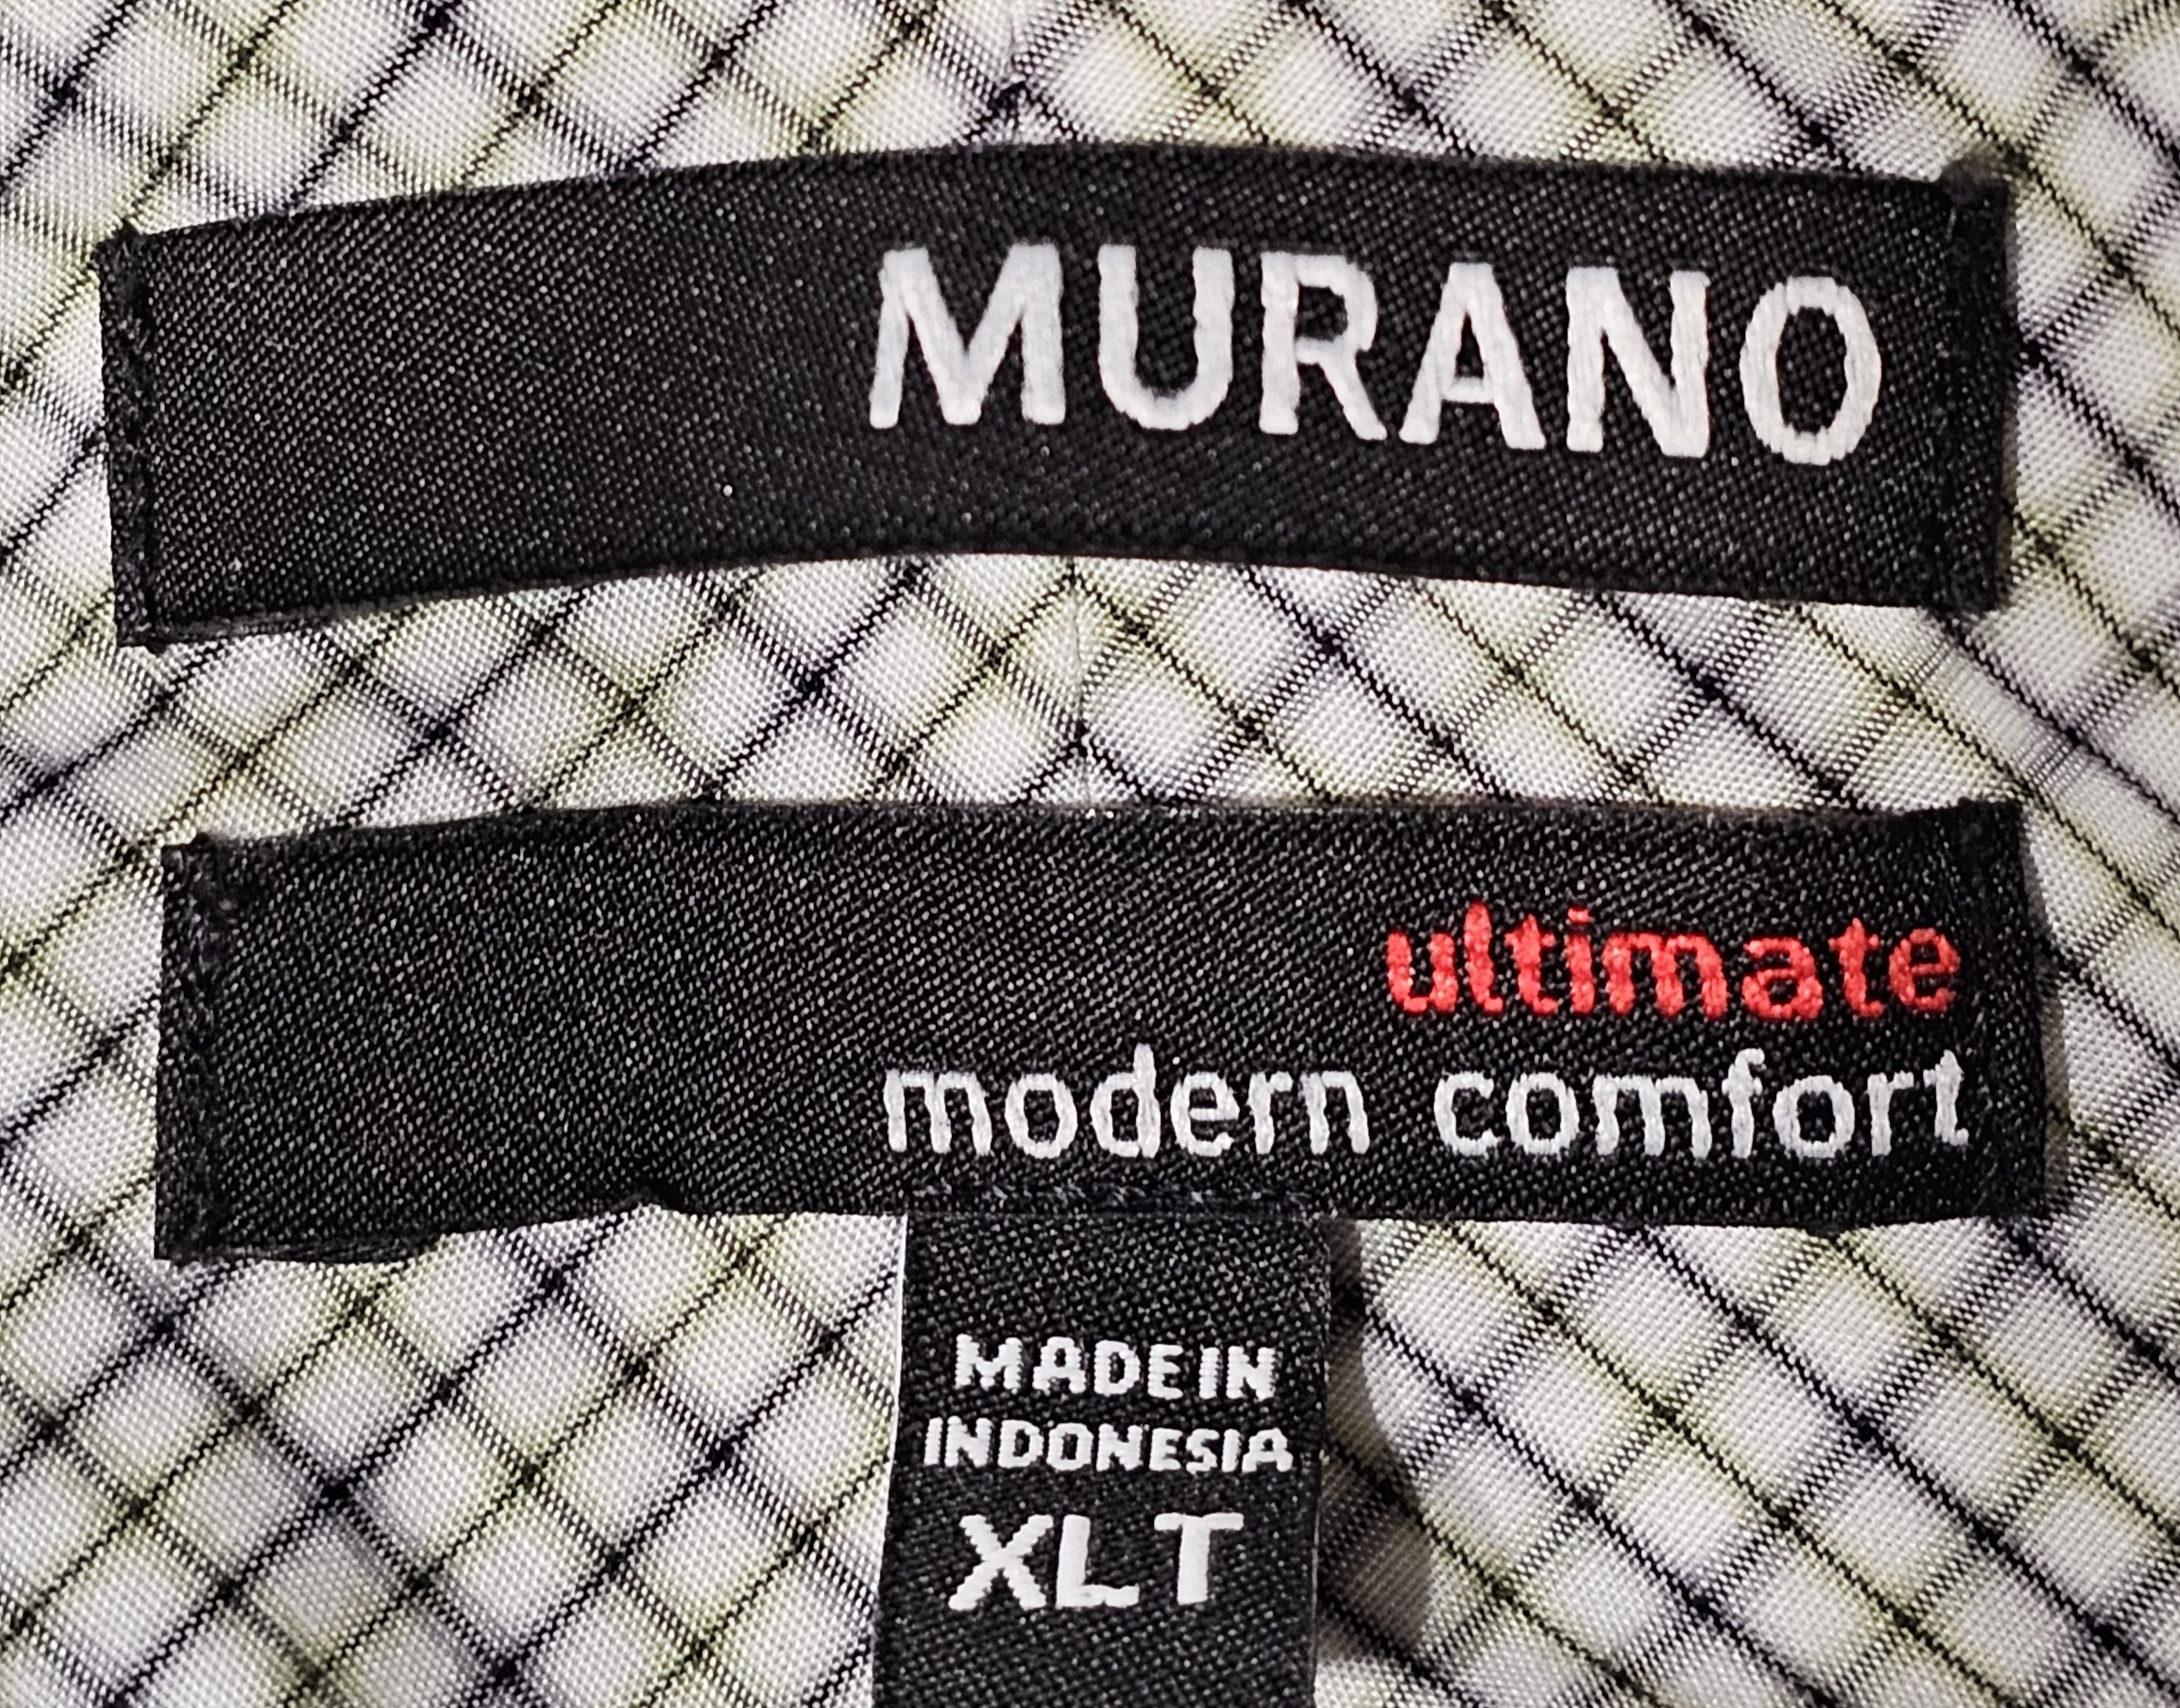 MURANO
ultimate
modern comfort
MADE IN
INDONESIA
XLT